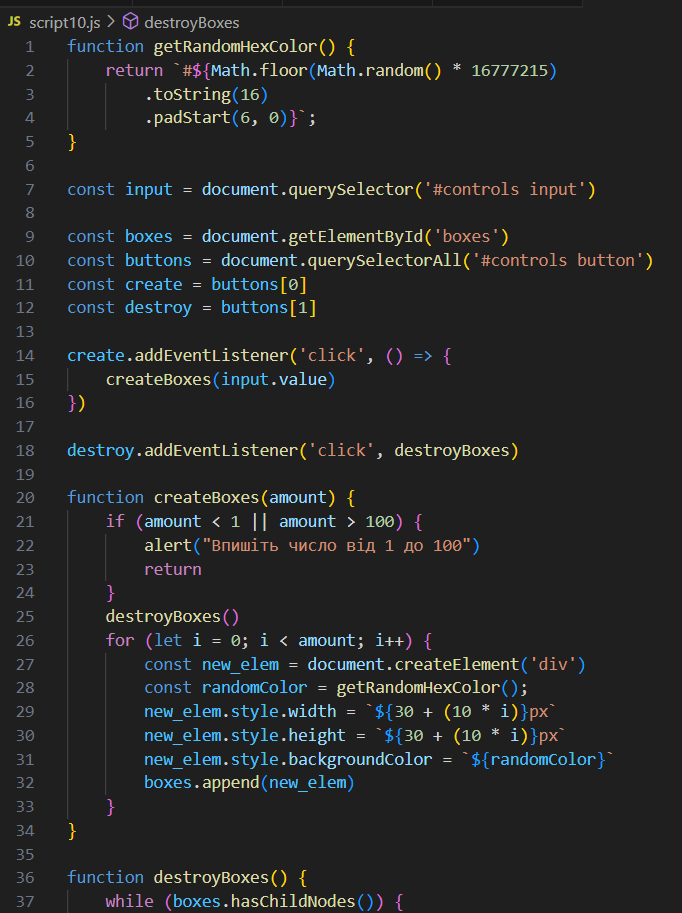 JS script10.js > destroyBoxes
1 function getRandomHexColor() {
2 return `#${Math.floor(Math.random() * 16777215)
3 .toString(16)
4 .padStart(6, 0)}`;
5 }
6
7 const input = document.querySelector('#controls input')
8
9 const boxes = document.getElementById('boxes')
10 const buttons = document.querySelectorAll('#controls button')
11 const create = buttons[0]
12 const destroy = buttons[1]
13
14 create.addEventListener('click', () => {
15 createBoxes(input.value)
16 })
17
18 destroy.addEventListener('click', destroyBoxes)
19
20 function createBoxes(amount) {
21 if (amount < 1 || amount > 100) {
22 alert("Впишіть число від 1 до 100")
23 return
24 }
25 destroyBoxes()
26 for (let i = 0; i < amount; i++) {
27 const new_elem = document.createElement('div')
28 const randomColor = getRandomHexColor();
29 new_elem.style.width = `${30 + (10 * i)}px`
30 new_elem.style.height = `${30 + (10 * i)}px`
31 new_elem.style.backgroundColor = `${randomColor}`
32 boxes.append(new_elem)
33 }
34 }
35
36 function destroyBoxes() {
37 while (boxes.hasChildNodes()) {